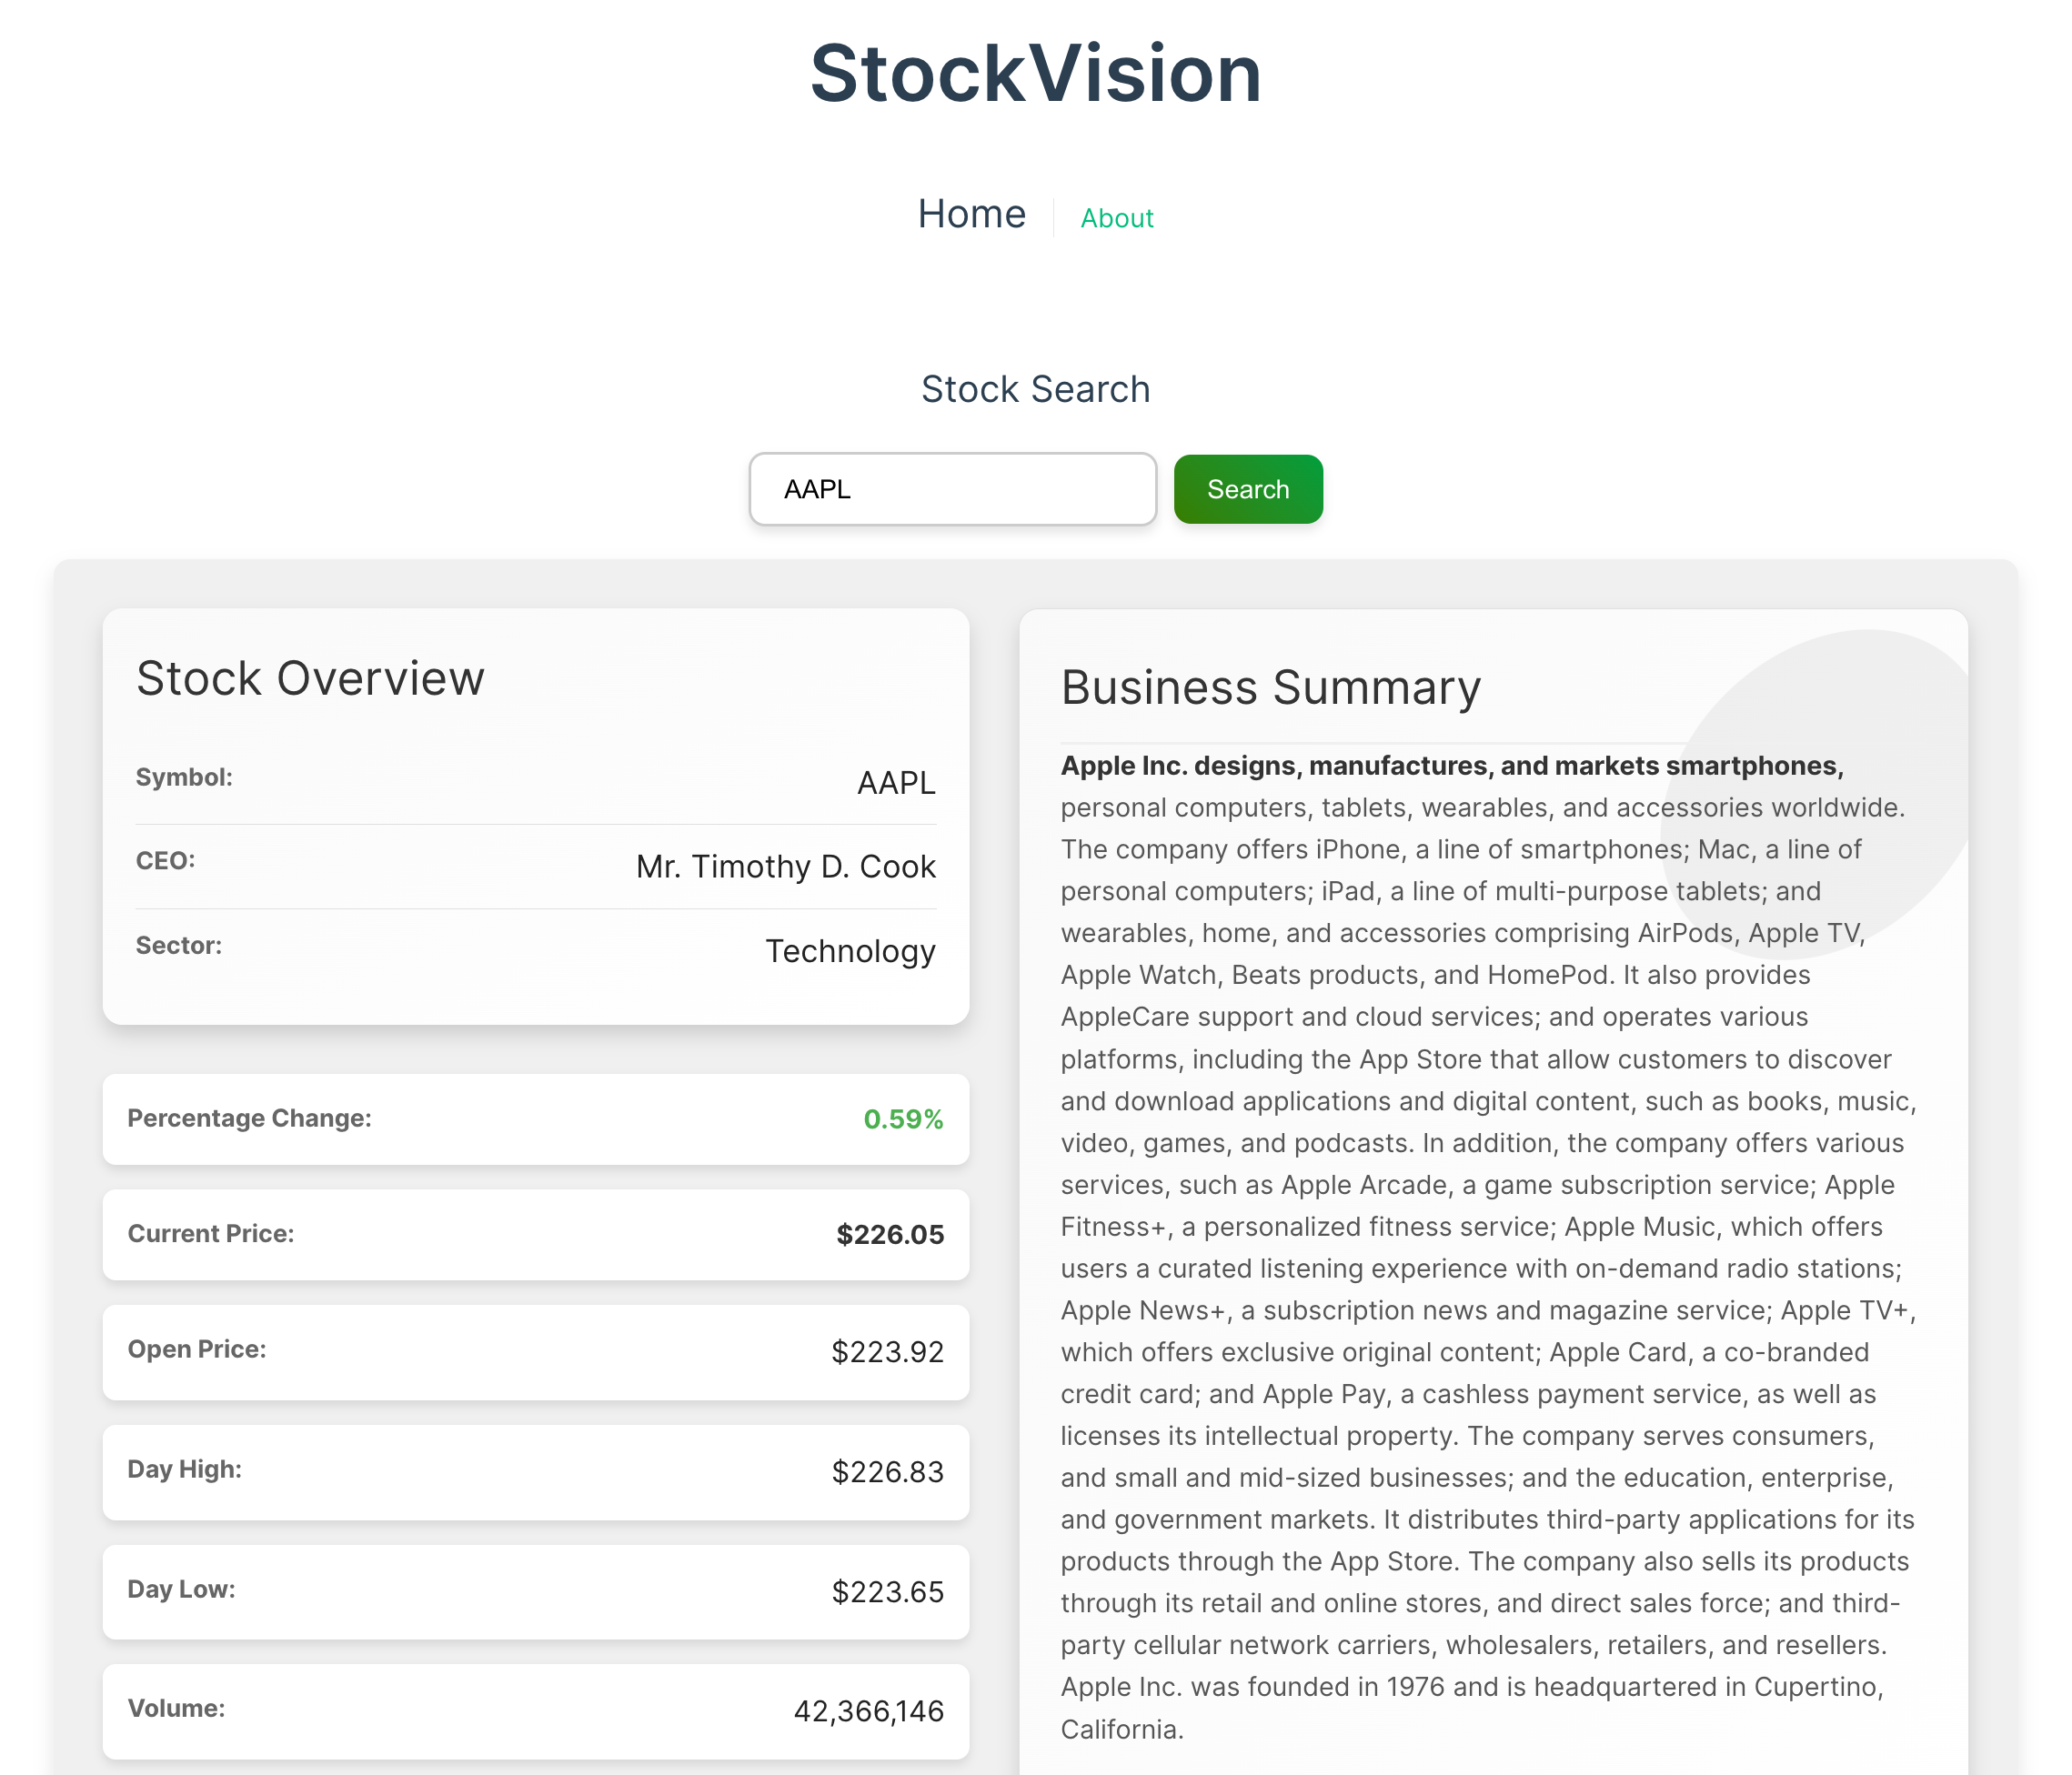 StockVision
Home
About
Stock Search
AAPL
Search
Stock Overview
Symbol:
AAPL
CEO:
Mr. Timothy D. Cook
Sector:
Technology
Percentage Change:
0.59%
Current Price:
$226.05
Open Price:
$223.92
Day High:
$226.83
Day Low:
$223.65
Volume:
42,366,146
Business Summary
Apple Inc. designs, manufactures, and markets smartphones,
personal computers, tablets, wearables, and accessories worldwide.
The company offers iPhone, a line of smartphones; Mac, a line of
personal computers; iPad, a line of multi-purpose tablets; and
wearables, home, and accessories comprising AirPods, Apple TV,
Apple Watch, Beats products, and HomePod. It also provides
AppleCare support and cloud services; and operates various
platforms, including the App Store that allow customers to discover
and download applications and digital content, such as books, music,
video, games, and podcasts. In addition, the company offers various
services, such as Apple Arcade, a game subscription service; Apple
Fitness+, a personalized fitness service; Apple Music, which offers
users a curated listening experience with on-demand radio stations;
Apple News+, a subscription news and magazine service; Apple TV+,
which offers exclusive original content; Apple Card, a co-branded
credit card; and Apple Pay, a cashless payment service, as well as
licenses its intellectual property. The company serves consumers,
and small and mid-sized businesses; and the education, enterprise,
and government markets. It distributes third-party applications for its
products through the App Store. The company also sells its products
through its retail and online stores, and direct sales force; and third-
party cellular network carriers, wholesalers, retailers, and resellers.
Apple Inc. was founded in 1976 and is headquartered in Cupertino,
California.